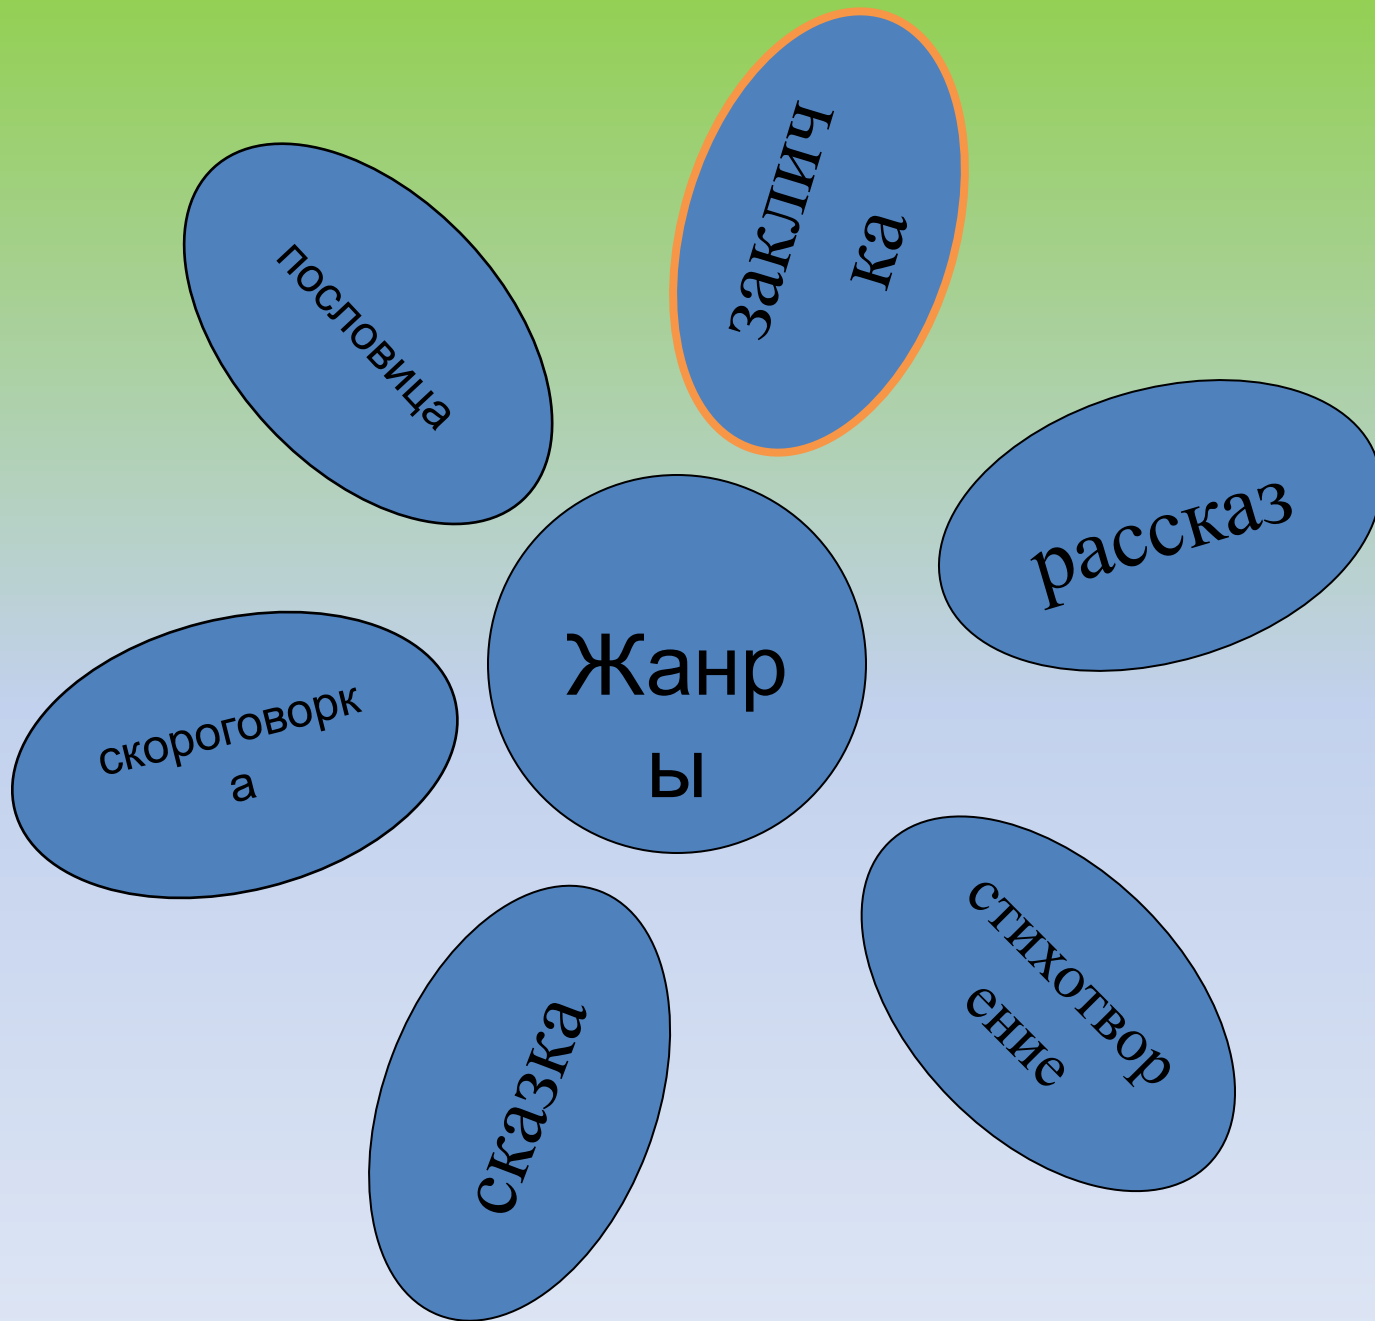 заклич
ка
пословица
рассказ
Жанр
ы
скороговорк
а
стихотвор
ение
сказка